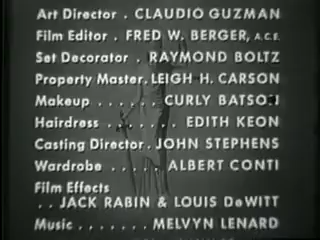 Art Director . CLAUDIO GUZMAN
Film Editor . FRED W. BERGER, A.C.E.
Set Decorator . RAYMOND BOLTZ
Property Master. LEIGH H. CARSON
Makeup . . . . . . CURLY BATSON
Hairdress . . . . . . . EDITH KEON
Casting Director . JOHN STEPHENS
Wardrobe . . . . . ALBERT CONTI
Film Effects
. . JACK RABIN & LOUIS DeWITT
Music . . . . . . . MELVYN LENARD